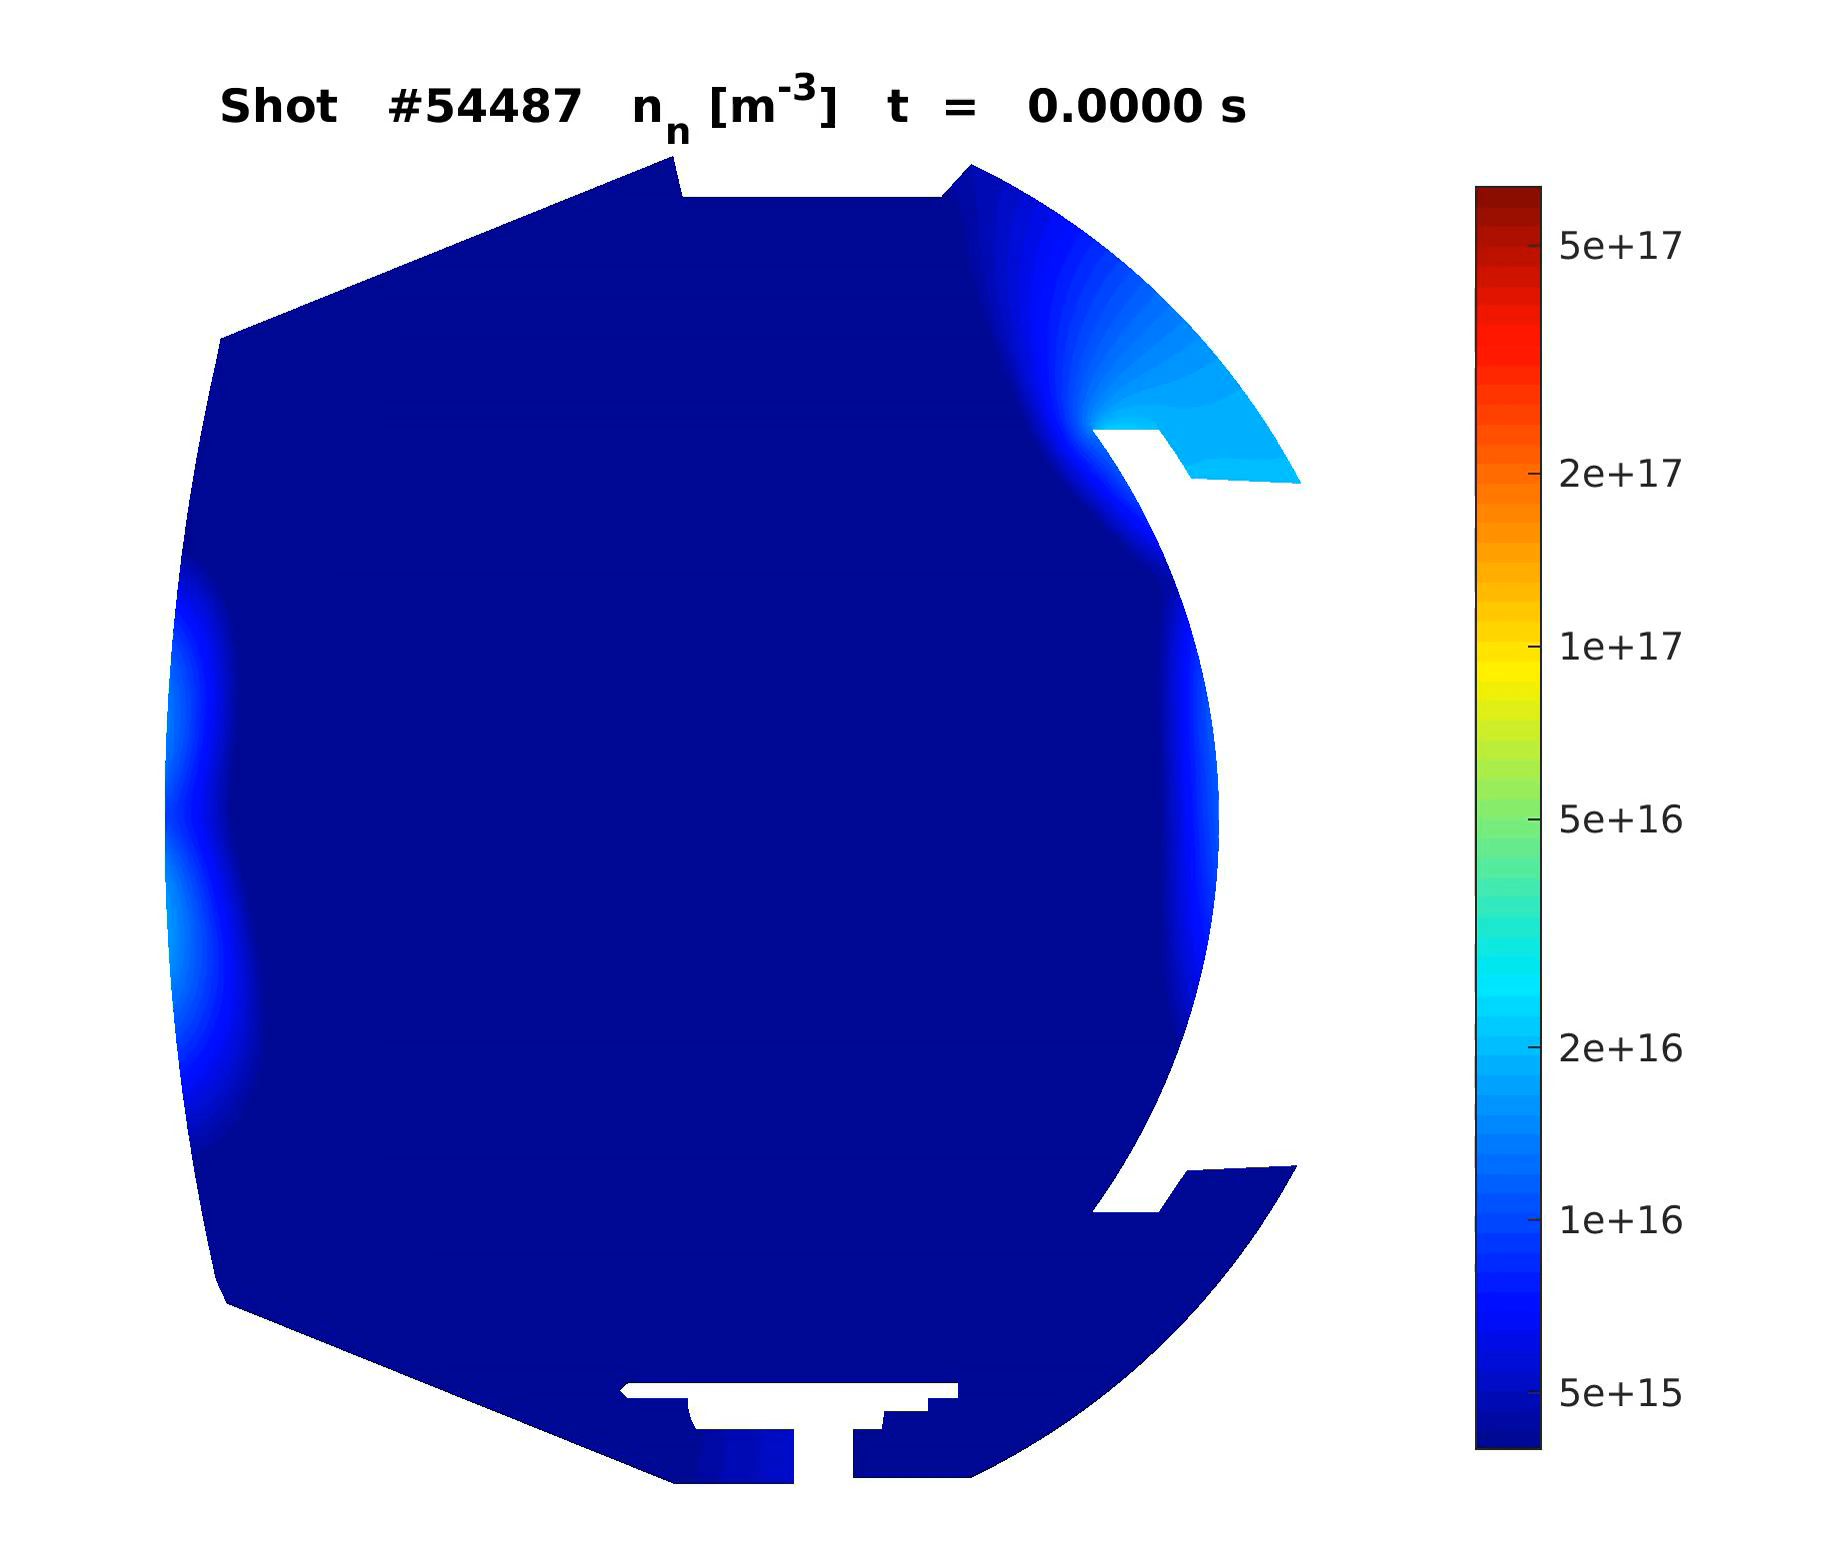 Shot #54487 nₙ [m⁻³] t = 0.0000 s
5e+17
2e+17
1e+17
5e+16
2e+16
1e+16
5e+15